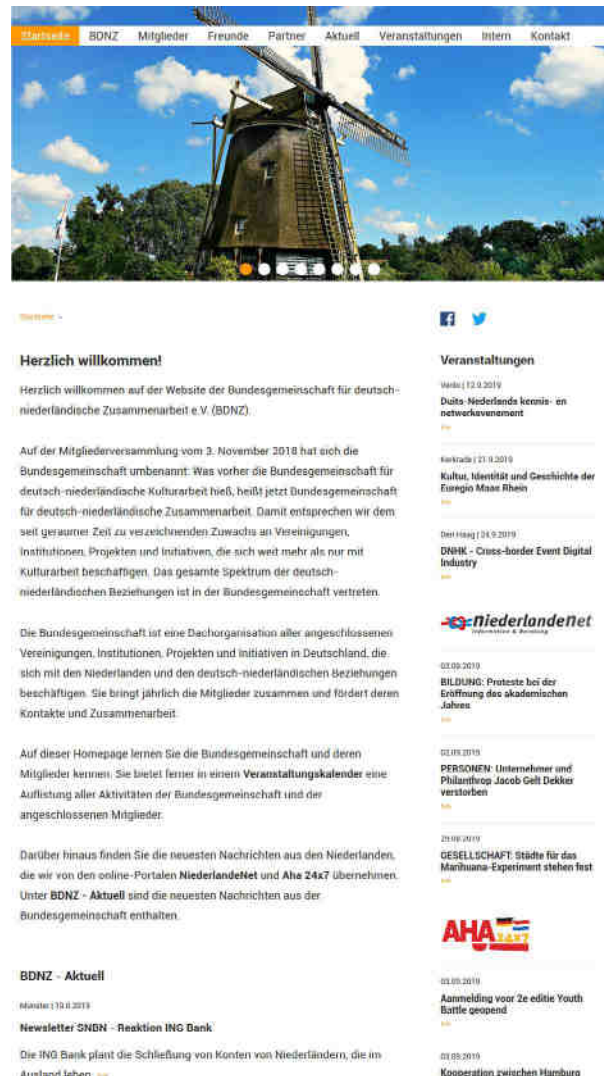 Startseite BDNZ Mitglieder Freunde Partner Aktuell Veranstaltungen Intern Kontakt
Startseite
Herzlich willkommen!
Herzlich willkommen auf der Website der Bundesgemeinschaft für deutsch-
niederländische Zusammenarbeit e.V. (BDNZ).
Auf der Mitgliederversammlung vom 3. November 2018 hat sich die
Bundesgemeinschaft umbenannt: Was vorher die Bundesgemeinschaft für
deutsch-niederländische Kulturarbeit hieß, heißt jetzt Bundesgemeinschaft
für deutsch-niederländische Zusammenarbeit. Damit entsprechen wir dem
seit geraumer Zeit zu verzeichnenden Zuwachs an Vereinigungen,
Institutionen, Projekten und Initiativen, die sich weit mehr als nur mit
Kulturarbeit beschäftigen. Das gesamte Spektrum der deutsch-
niederländischen Beziehungen ist in der Bundesgemeinschaft vertreten.
Die Bundesgemeinschaft ist eine Dachorganisation aller angeschlossenen
Vereinigungen, Institutionen, Projekten und Initiativen in Deutschland, die
sich mit den Niederlanden und den deutsch-niederländischen Beziehungen
beschäftigen. Sie bringt jährlich die Mitglieder zusammen und fördert deren
Kontakte und Zusammenarbeit.
Auf dieser Homepage lernen Sie die Bundesgemeinschaft und deren
Mitglieder kennen. Sie bietet ferner in einem Veranstaltungskalender eine
Auflistung aller Aktivitäten der Bundesgemeinschaft und der
angeschlossenen Mitglieder.
Darüber hinaus finden Sie die neuesten Nachrichten aus den Niederlanden,
die wir von den online-Portalen NiederlandeNet und Aha 24x7 übernehmen.
Unter BDNZ - Aktuell sind die neuesten Nachrichten aus der
Bundesgemeinschaft enthalten.
BDNZ - Aktuell
Münster | 19.6.2019
Newsletter SNBN - Reaktion ING Bank
Die ING Bank plant die Schließung von Konten von Niederländern, die im
Ausland leben. >>
Veranstaltungen
Venlo | 12.9.2019
Duits-Nederlands kennis- en
netwerkevenement
>>
Kerkrade | 21.9.2019
Kultur, Identität und Geschichte der
Euregio Maas Rhein
>>
Den Haag | 24.9.2019
DNHK - Cross-border Event Digital
Industry
>>
NiederlandeNet
Information & Beratung
03.09.2019
BILDUNG: Proteste bei der
Eröffnung des akademischen
Jahres
>>
02.09.2019
PERSONEN: Unternehmer und
Philanthrop Jacob Gelt Dekker
verstorben
>>
29.08.2019
GESELLSCHAFT: Städte für das
Marihuana-Experiment stehen fest
>>
AHA 24x7
03.09.2019
Aanmelding voor 2e editie Youth
Battle geopend
>>
03.09.2019
Kooperation zwischen Hamburg